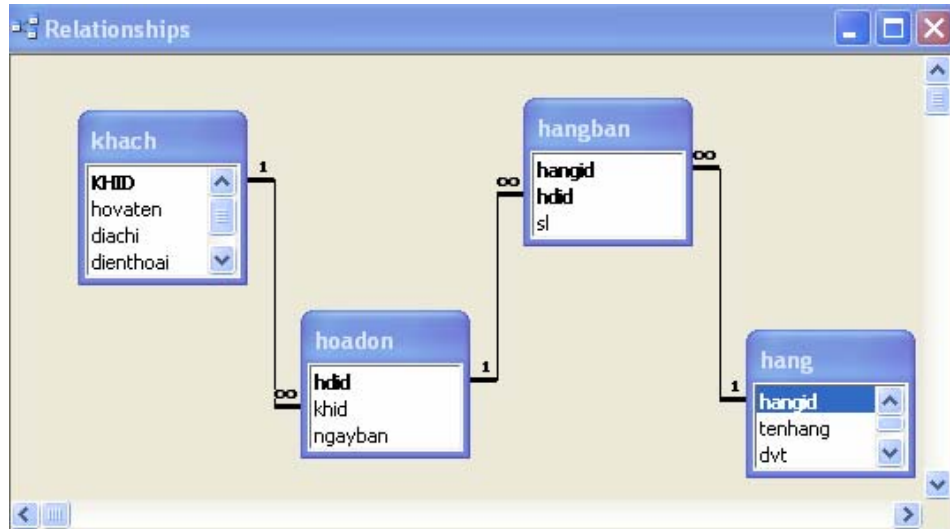 Relationships
khach
KHID
hovaten
diachi
dienthoai
1
∞
hoadon
hdid
khid
ngayban
1
∞
hangban
hangid
hdid
sl
∞
1
hang
hangid
tenhang
dvt